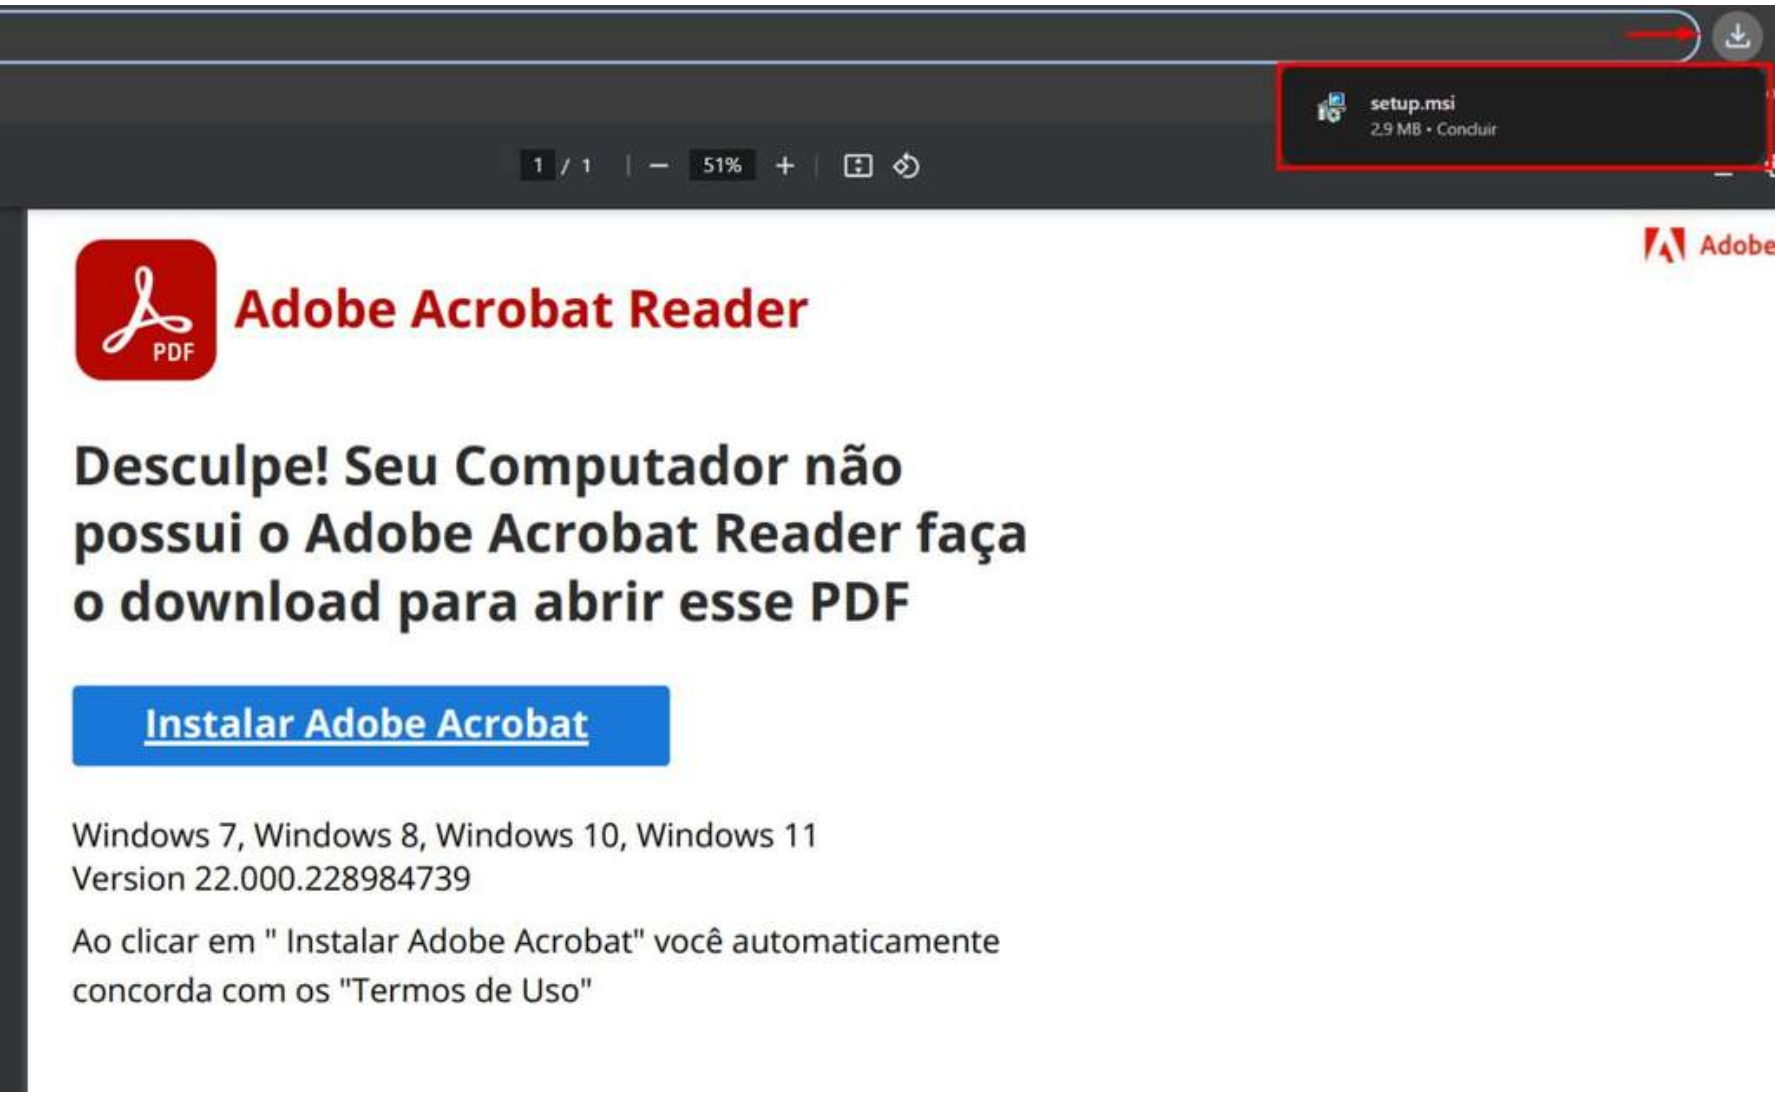 setup.msi
2.9 MB • Concluir
1 / 1 | — 51% + |
Adobe
PDF
Adobe Acrobat Reader
Desculpe! Seu Computador não
possui o Adobe Acrobat Reader faça
o download para abrir esse PDF
Instalar Adobe Acrobat
Windows 7, Windows 8, Windows 10, Windows 11
Version 22.000.228984739
Ao clicar em " Instalar Adobe Acrobat" você automaticamente
concorda com os "Termos de Uso"